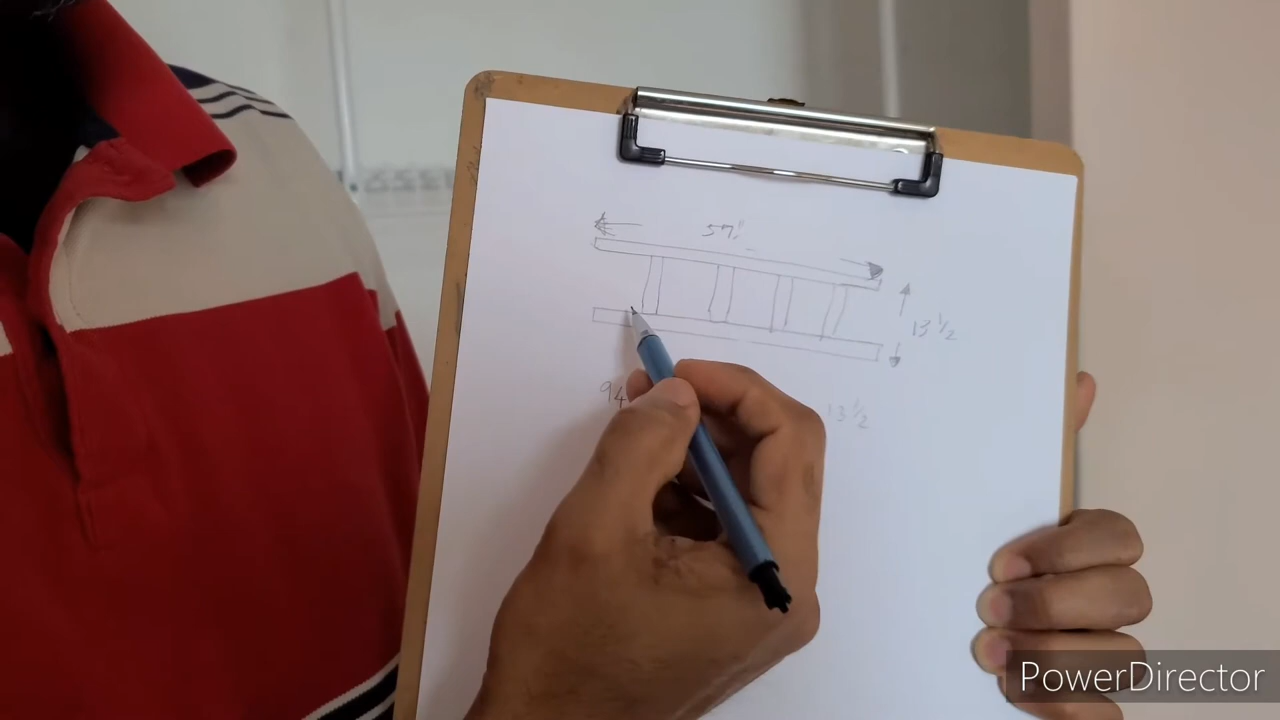 57"
13 1/2
94
13 1/2
PowerDirector